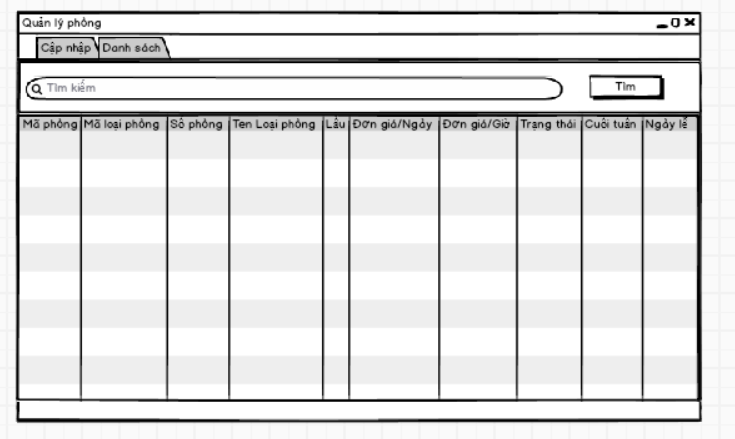 Quản lý phòng
Cập nhập Danh sách
Tìm kiếm Tìm
Mã phòng Mã loại phòng Số phòng Ten Loại phòng Lầu Đơn giá/Ngày Đơn giá/Giờ Trạng thái Cuối tuần Ngày lễ